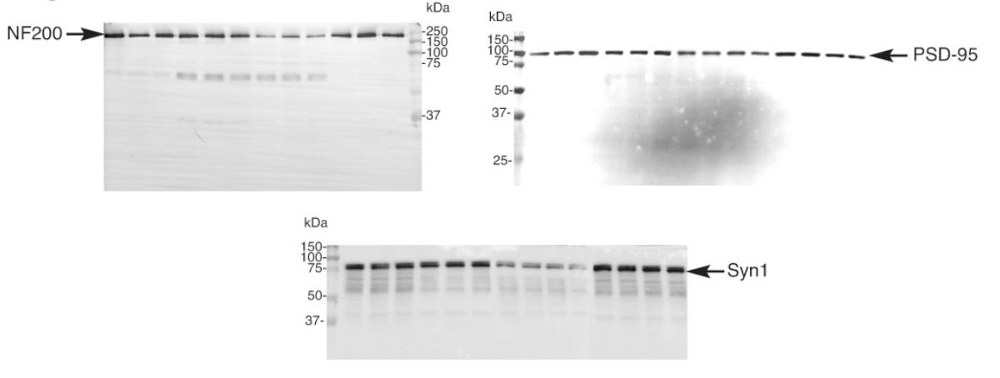 kDa
NF200
-250
-150
-100
-75
-37
kDa
150-
100-
75-
50-
37-
25-
PSD-95
kDa
150-
100-
75-
50-
37-
Syn1